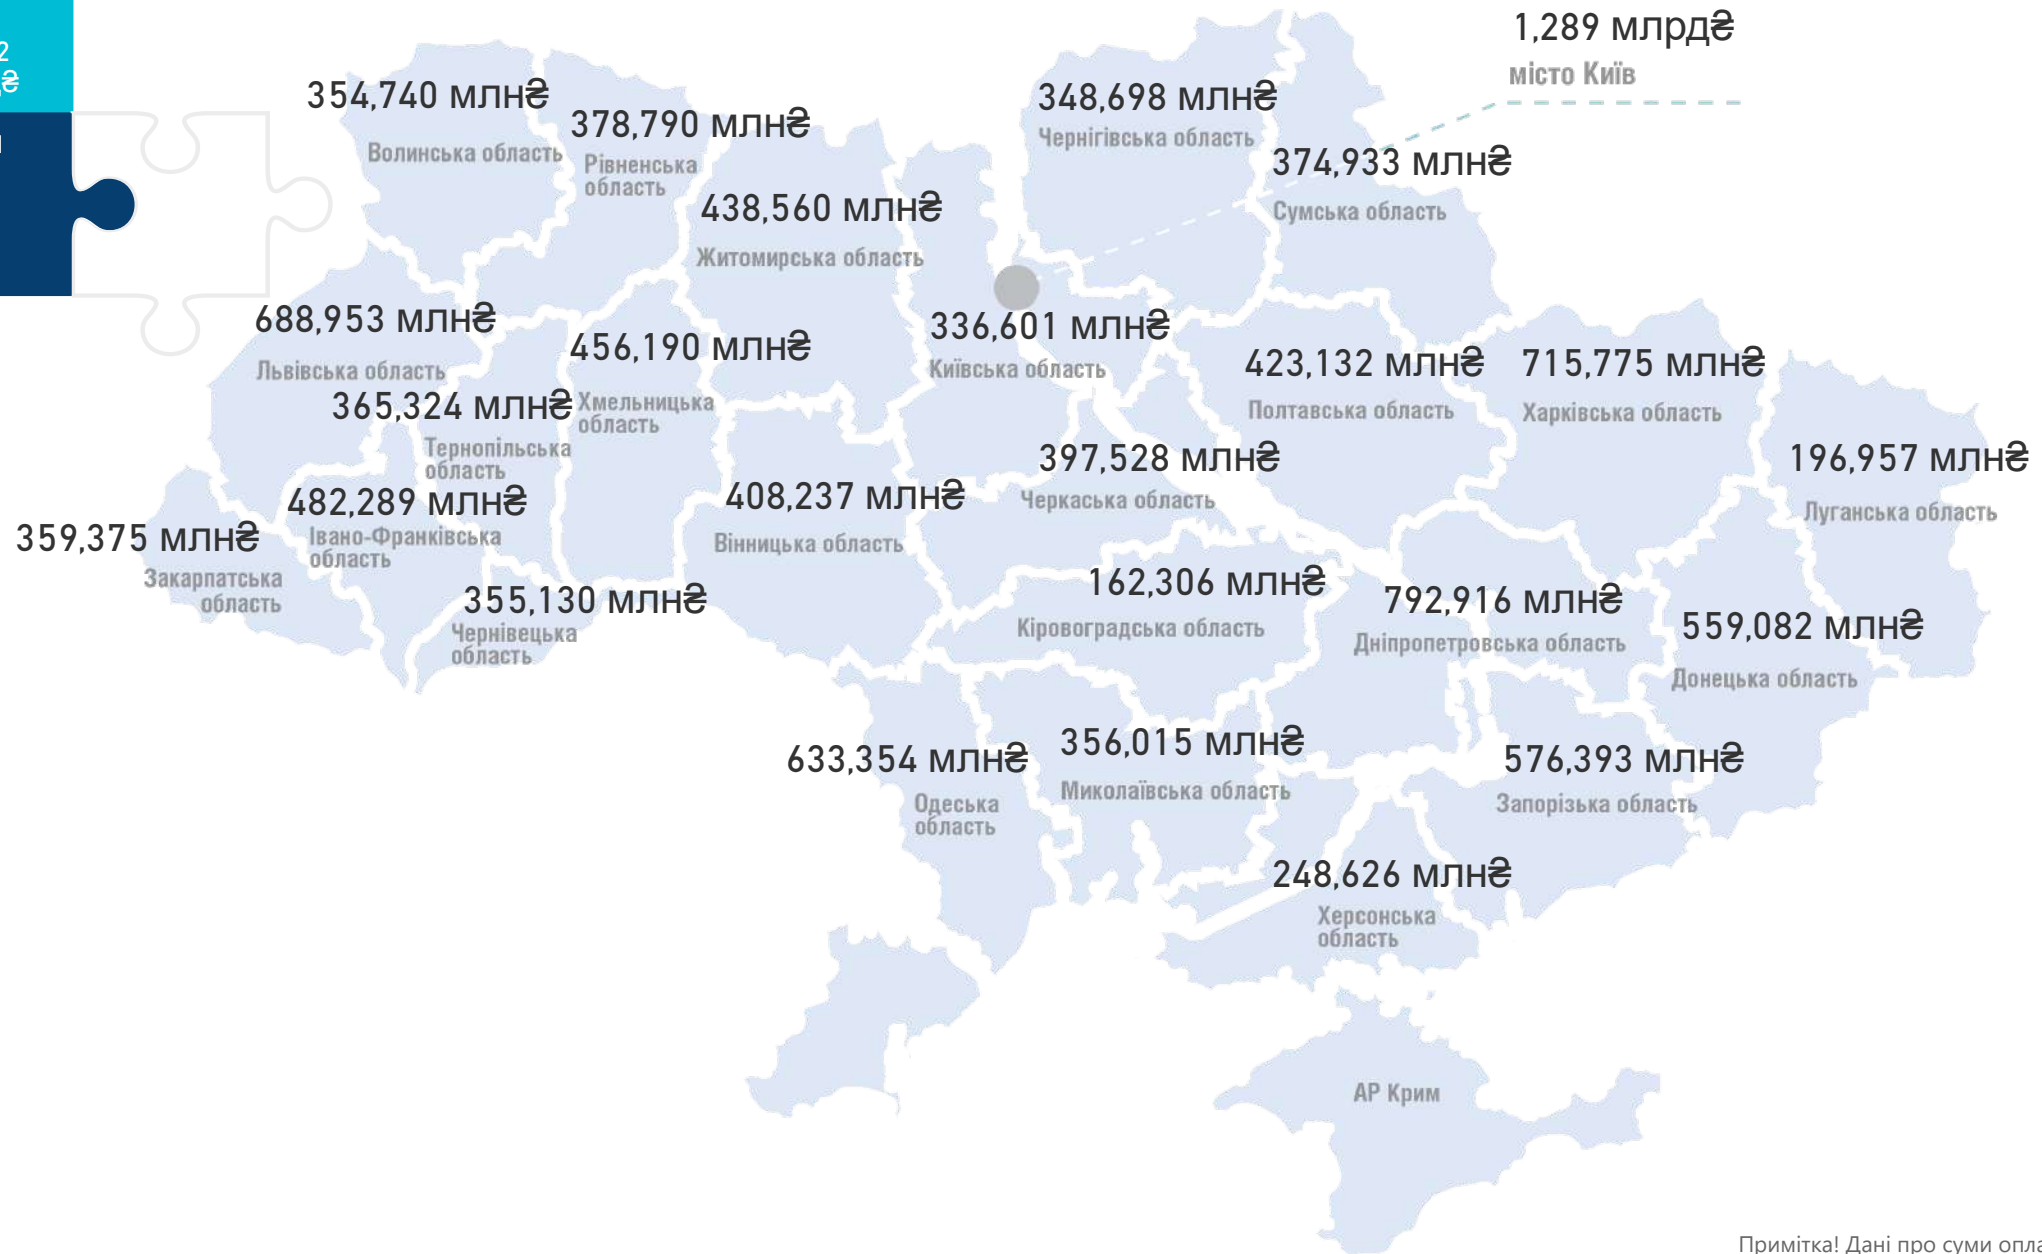 2
₴
354,740 млн₴
Волинська область
378,790 млн₴
Рівненська
область
438,560 млн₴
Житомирська область
348,698 млн₴
Чернігівська область
1,289 млрд₴
місто Київ
374,933 млн₴
Сумська область
688,953 млн₴
Львівська область
456,190 млн₴
Хмельницька
область
336,601 млн₴
Київська область
423,132 млн₴
Полтавська область
715,775 млн₴
Харківська область
365,324 млн₴
Тернопільська
область
397,528 млн₴
Черкаська область
196,957 млн₴
Луганська область
482,289 млн₴
Івано-Франківська
область
408,237 млн₴
Вінницька область
359,375 млн₴
Закарпатська
область
355,130 млн₴
Чернівецька
область
162,306 млн₴
Кіровоградська область
792,916 млн₴
Дніпропетровська область
559,082 млн₴
Донецька область
633,354 млн₴
Одеська
область
356,015 млн₴
Миколаївська область
576,393 млн₴
Запорізька область
248,626 млн₴
Херсонська
область
АР Крим
Примітка! Дані про суми опла